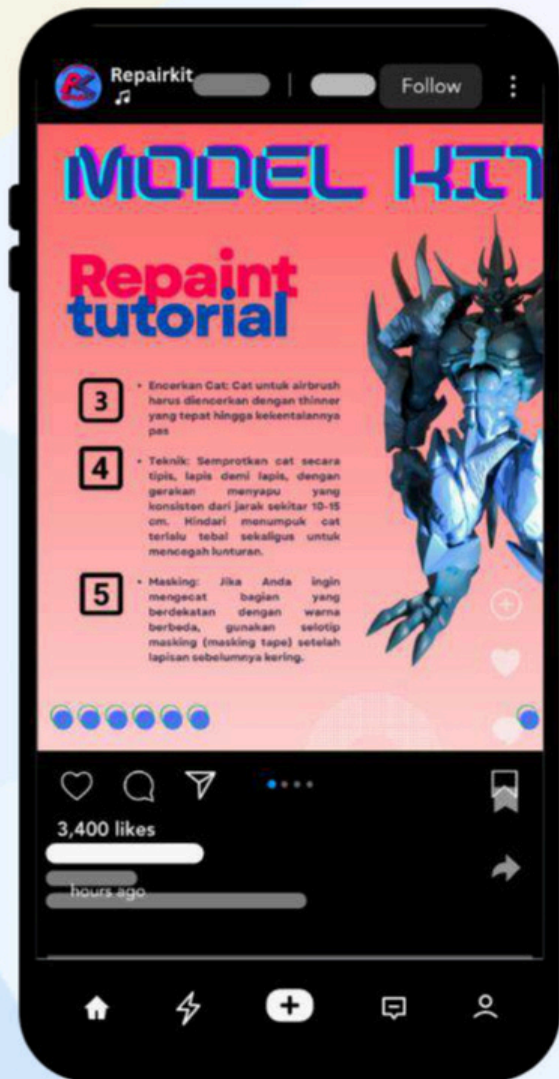 Repairkit
Follow
MODEL KIT
Repaint
tutorial
3
• Encerkan Cat: Cat untuk airbrush
harus diencerkan dengan thinner
yang tepat hingga kekentalannya
pas
4
• Teknik: Semprotkan cat secara
tipis, lapis demi lapis, dengan
gerakan menyapu yang
konsisten dari jarak sekitar 10-15
cm. Hindari menumpuk cat
terlalu tebal sekaligus untuk
mencegah lunturan.
5
• Masking: Jika Anda ingin
mengecat bagian yang
berdekatan dengan warna
berbeda, gunakan selotip
masking (masking tape) setelah
lapisan sebelumnya kering.
3,400 likes
hours ago